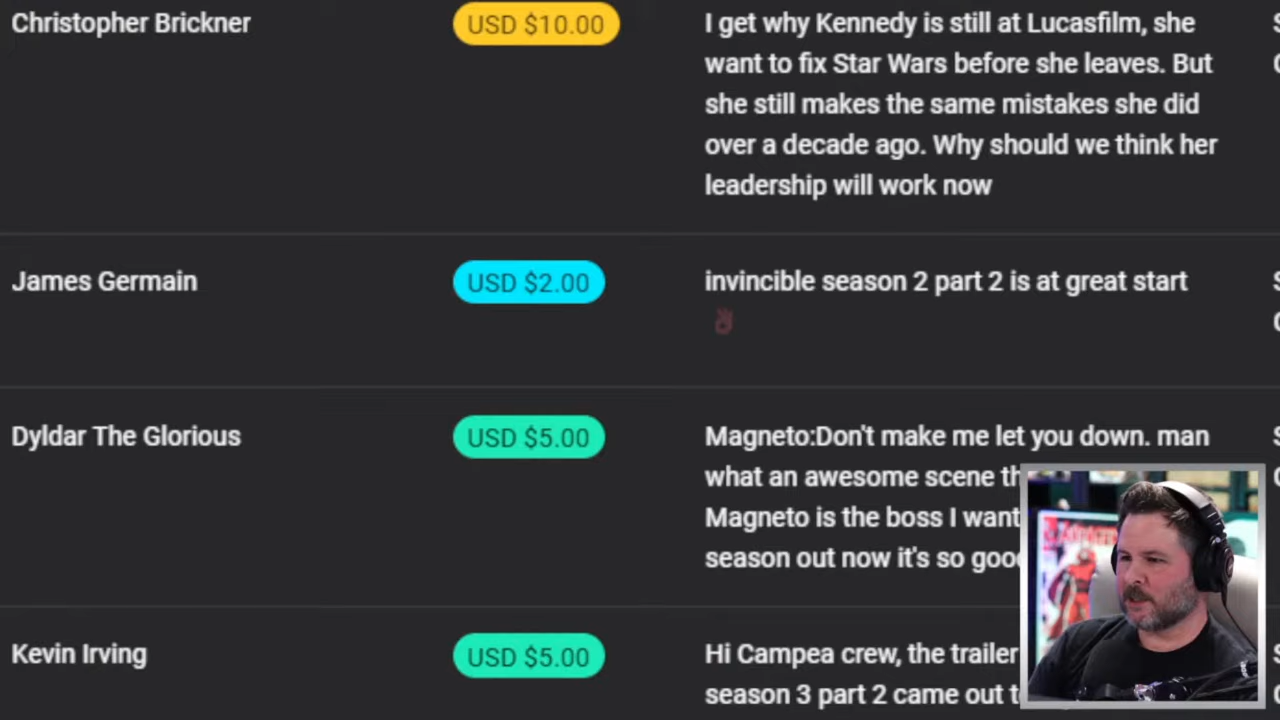 Christopher Brickner
USD $10.00
I get why Kennedy is still at Lucasfilm, she
want to fix Star Wars before she leaves. But
she still makes the same mistakes she did
over a decade ago. Why should we think her
leadership will work now
James Germain
USD $2.00
invincible season 2 part 2 is at great start
Dyldar The Glorious
USD $5.00
Magneto:Don't make me let you down. man
what an awesome scene
Magneto is the boss I want
season out now it's so
Kevin Irving
USD $5.00
Hi Campea crew, the trailer
season 3 part 2 came out